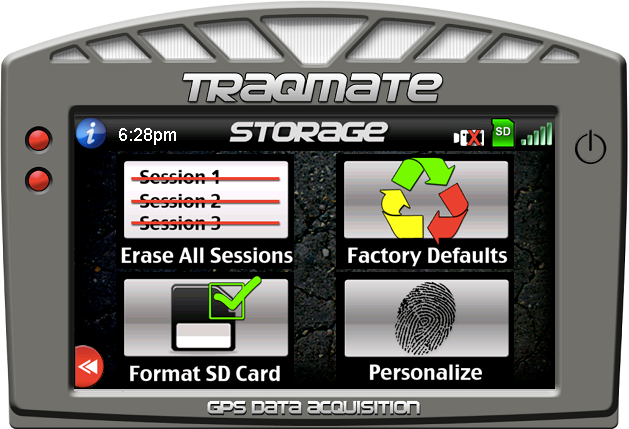 TRAQMATE
6:28pm STORAGE SD
Session 1
Session 2
Session 3
Erase All Sessions Factory Defaults
Format SD Card Personalize
GPS DATA ACQUISITION